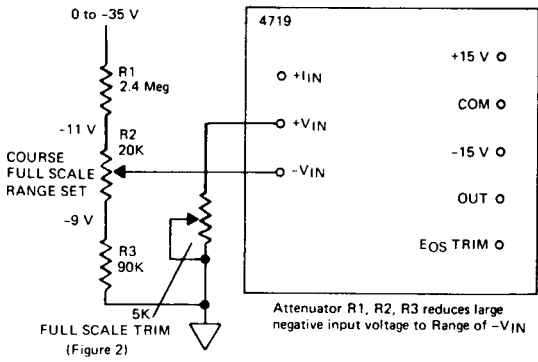 0 to -35 V
4719
R1
2.4 Meg
+IIN
+15 V
-11 V
R2
20K
+VIN
COM
COURSE
FULL SCALE
RANGE SET
-VIN
-15 V
-9 V
OUT
R3
90K
EOS TRIM
5K
FULL SCALE TRIM
(Figure 2)
Attenuator R1, R2, R3 reduces large
negative input voltage to Range of -VIN